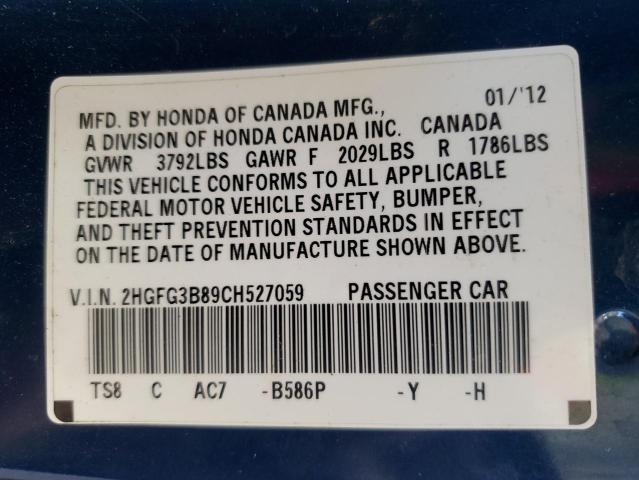 MFD. BY HONDA OF CANADA MFG., 01/'12
A DIVISION OF HONDA CANADA INC. CANADA
GVWR 3792LBS GAWR F 2029LBS R 1786LBS
THIS VEHICLE CONFORMS TO ALL APPLICABLE
FEDERAL MOTOR VEHICLE SAFETY, BUMPER,
AND THEFT PREVENTION STANDARDS IN EFFECT
ON THE DATE OF MANUFACTURE SHOWN ABOVE.
V.I.N. 2HGFG3B89CH527059 PASSENGER CAR
TS8 C AC7 -B586P -Y -H